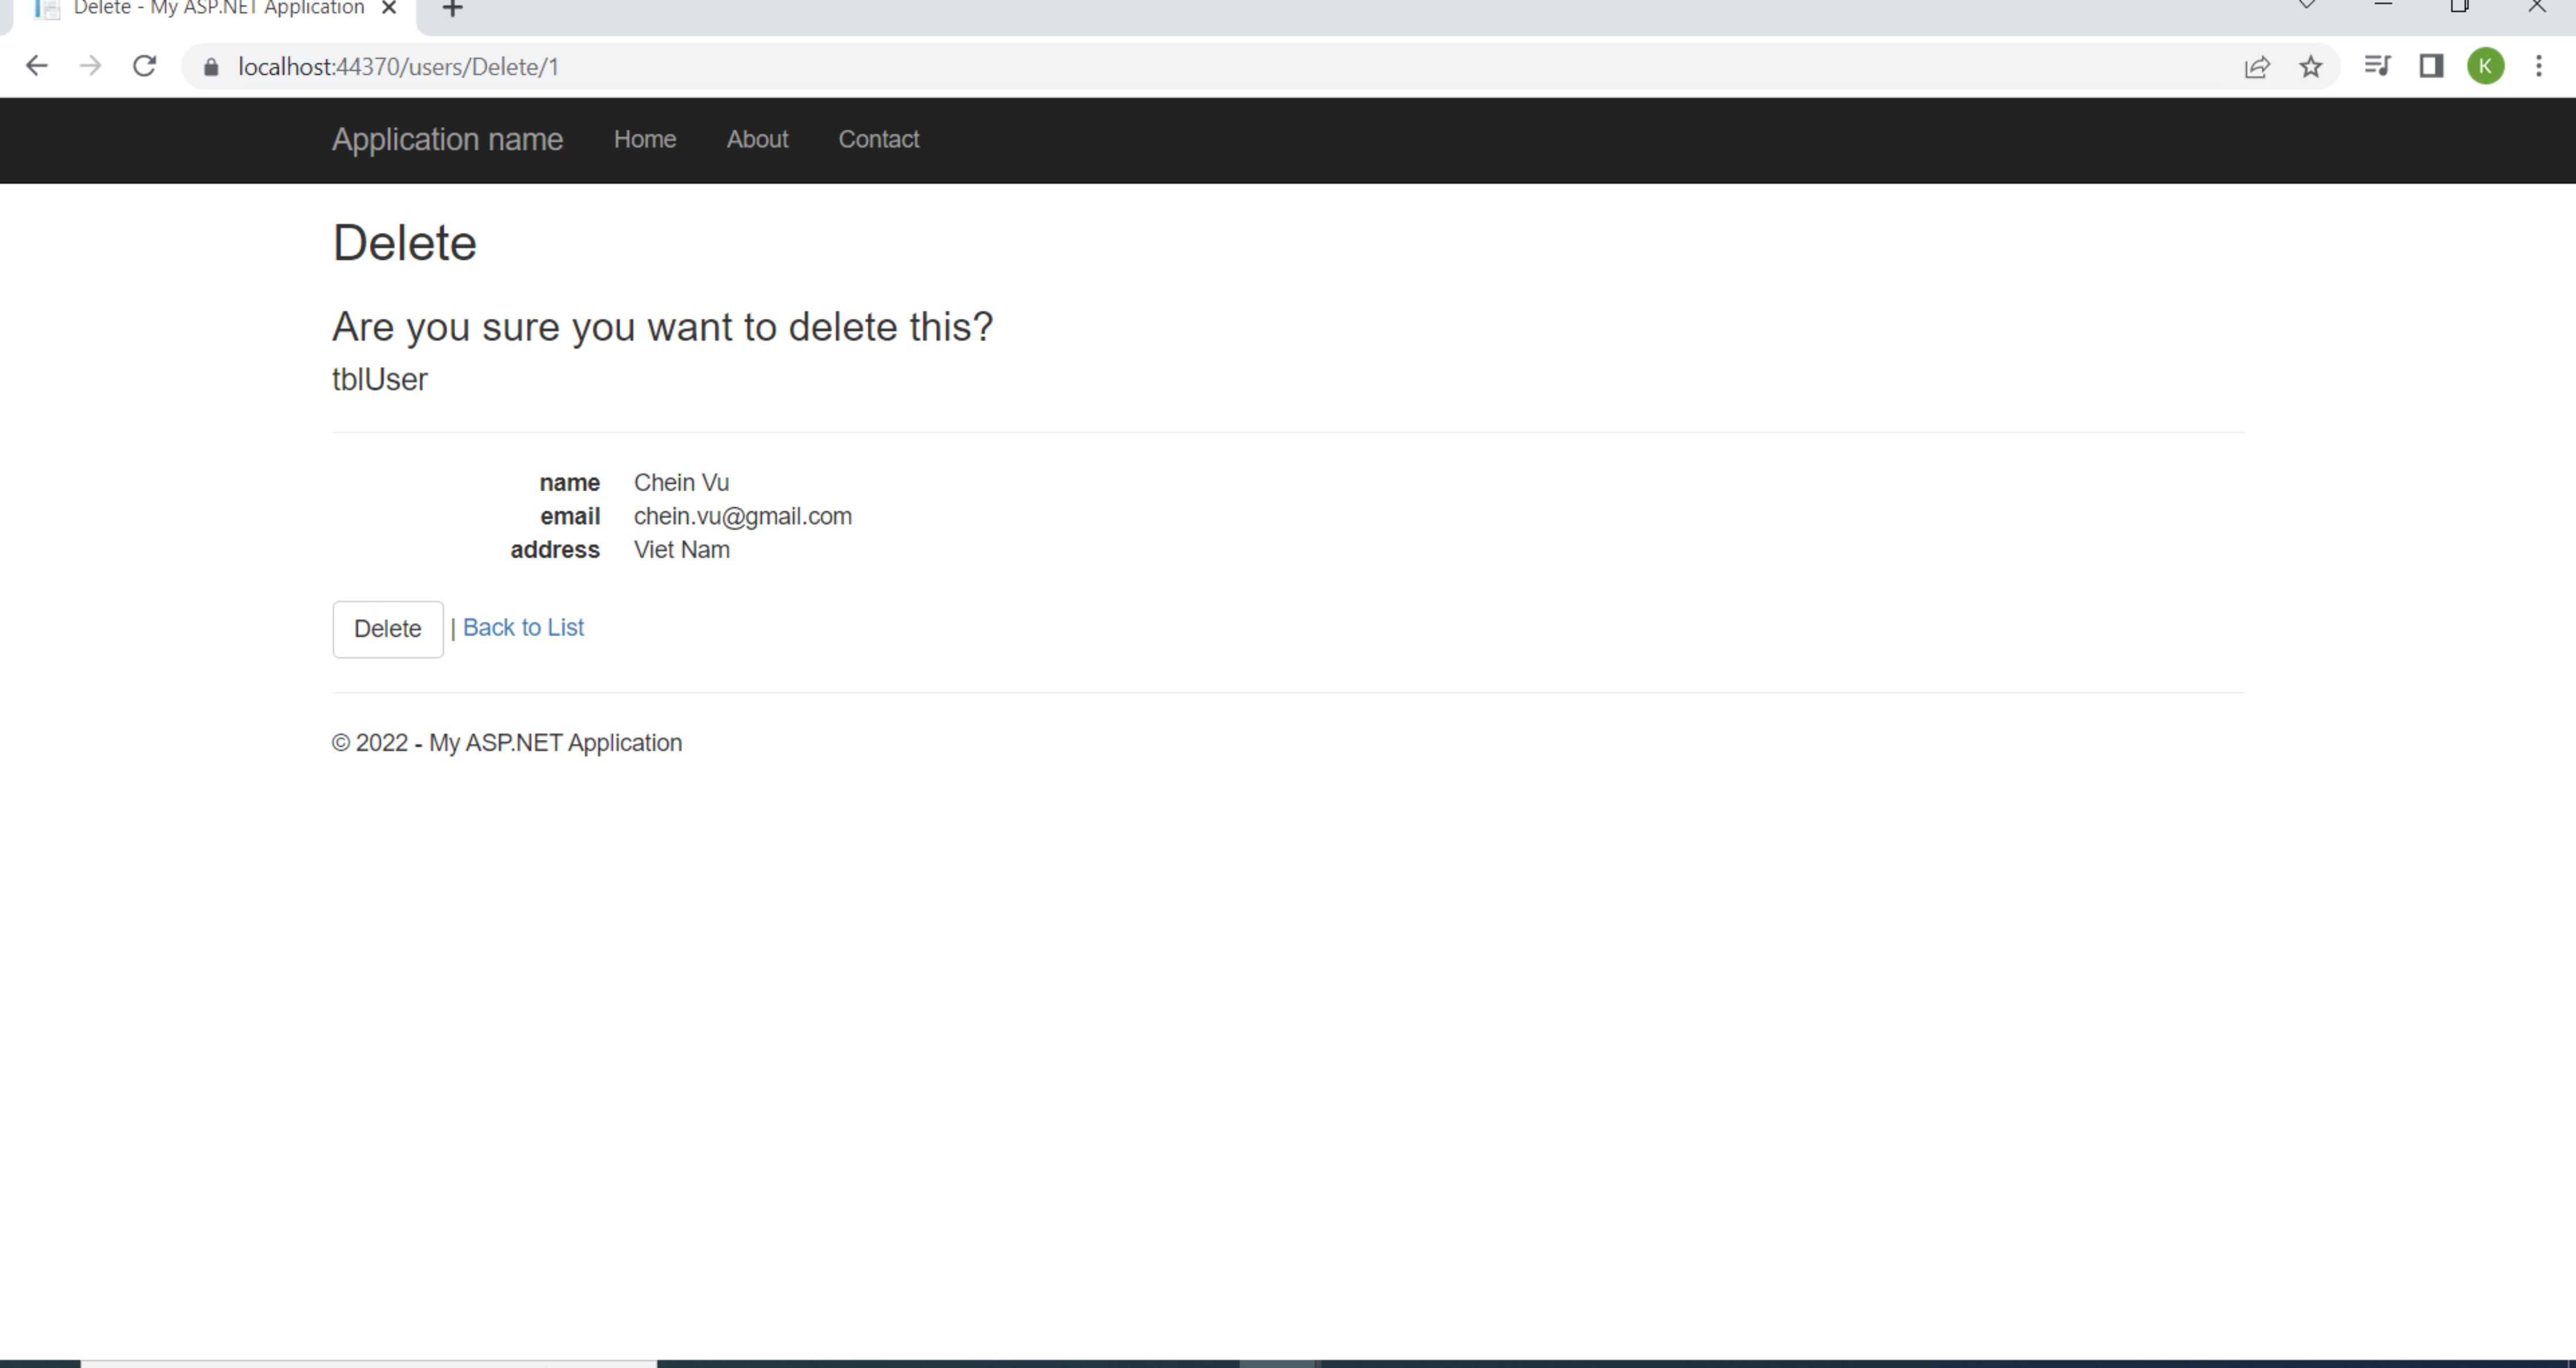 Delete - My ASP.NET Application
localhost:44370/users/Delete/1
K
Application name Home About Contact
Delete
Are you sure you want to delete this?
tblUser
name Chein Vu
email chein.vu@gmail.com
address Viet Nam
Delete | Back to List
© 2022 - My ASP.NET Application